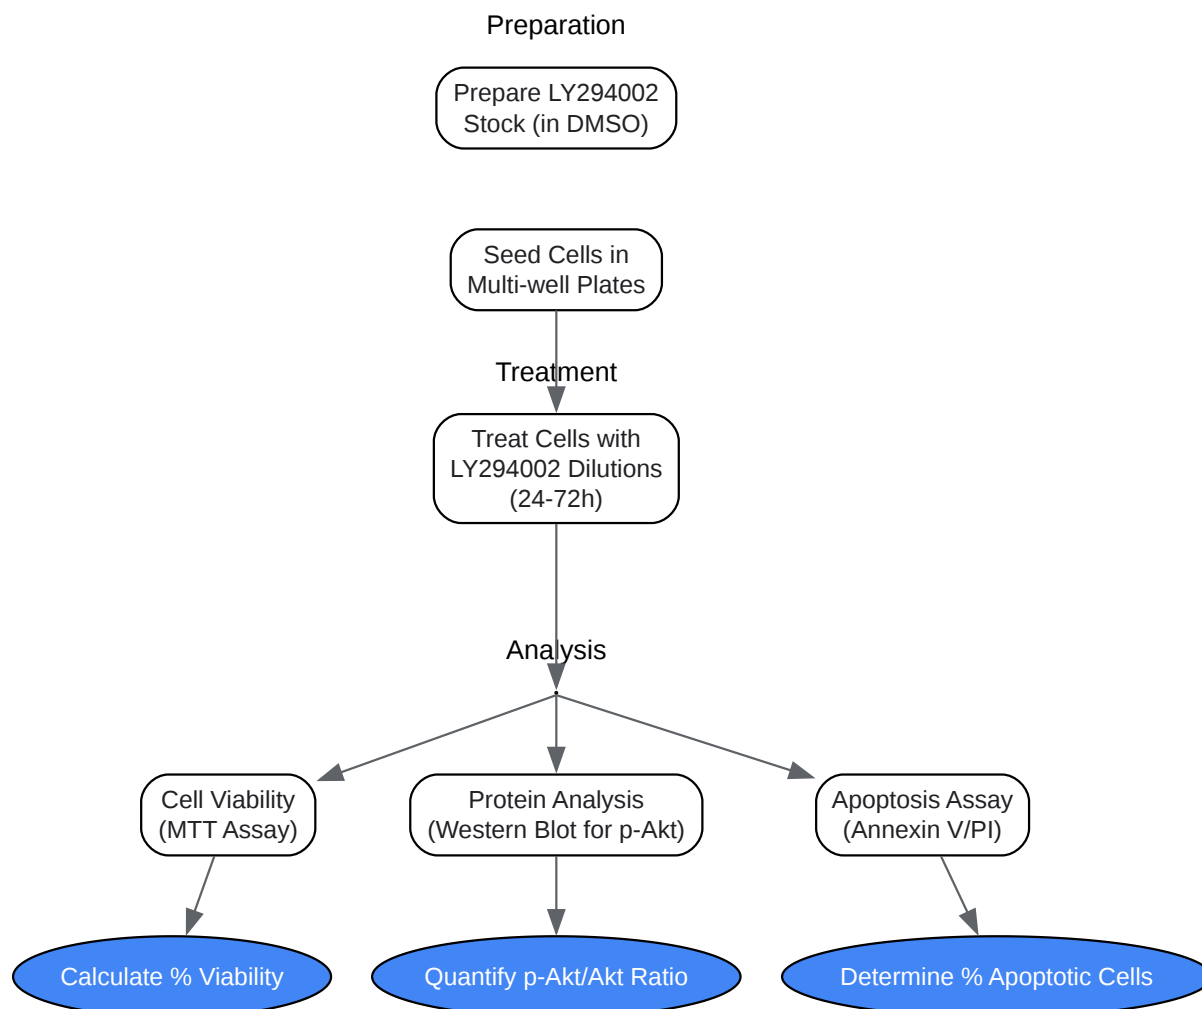 Preparation
Prepare LY294002
Stock (in DMSO)
Seed Cells in
Multi-well Plates
Treatment
Treat Cells with
LY294002 Dilutions
(24-72h)
Analysis
Cell Viability
(MTT Assay)
Protein Analysis
(Western Blot for p-Akt)
Apoptosis Assay
(Annexin V/PI)
Calculate % Viability
Quantify p-Akt/Akt Ratio
Determine % Apoptotic Cells